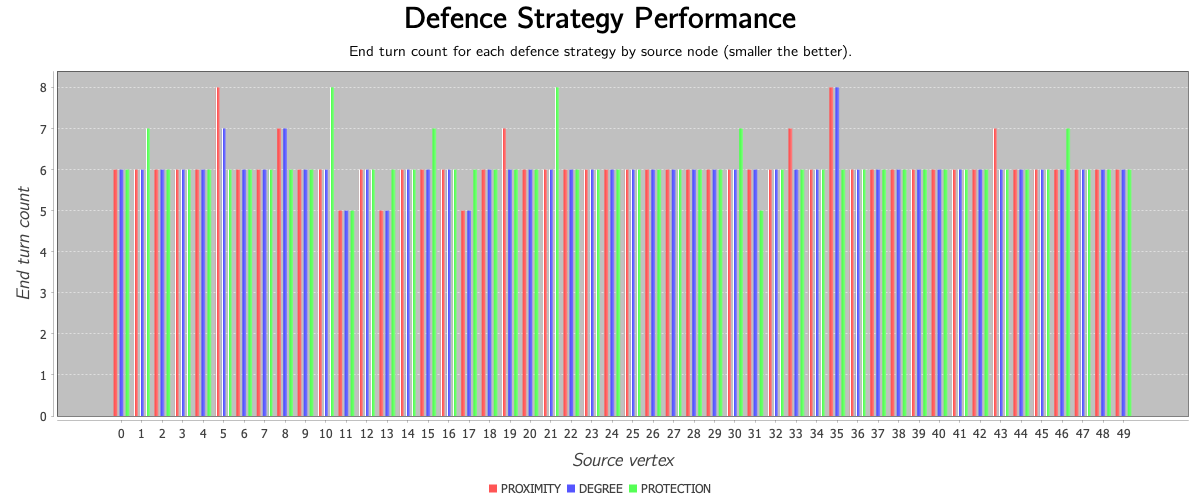 Defence Strategy Performance
End turn count for each defence strategy by source node (smaller the better).
8
7
6
5
4
3
2
1
0
End turn count
0 1 2 3 4 5 6 7 8 9 10 11 12 13 14 15 16 17 18 19 20 21 22 23 24 25 26 27 28 29 30 31 32 33 34 35 36 37 38 39 40 41 42 43 44 45 46 47 48 49
Source vertex
PROXIMITY DEGREE PROTECTION